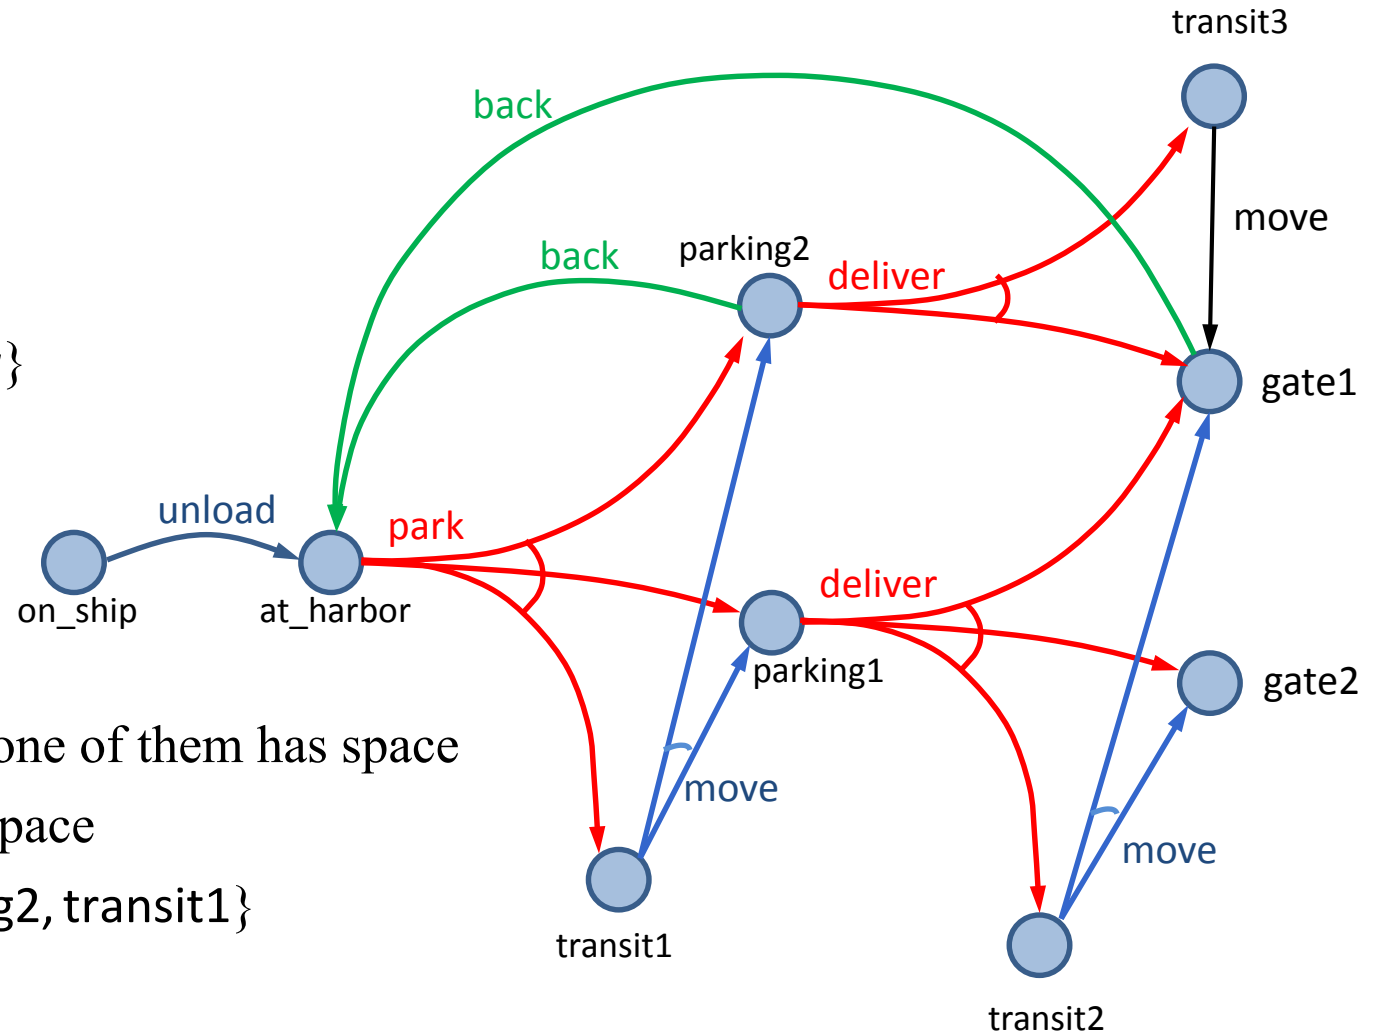 transit3
back
move
parking2
back
deliver
}
gate1
unload
park
deliver
on_ship
at_harbor
parking1
gate2
one of them has space
move
pace
move
g2, transit1}
transit1
transit2